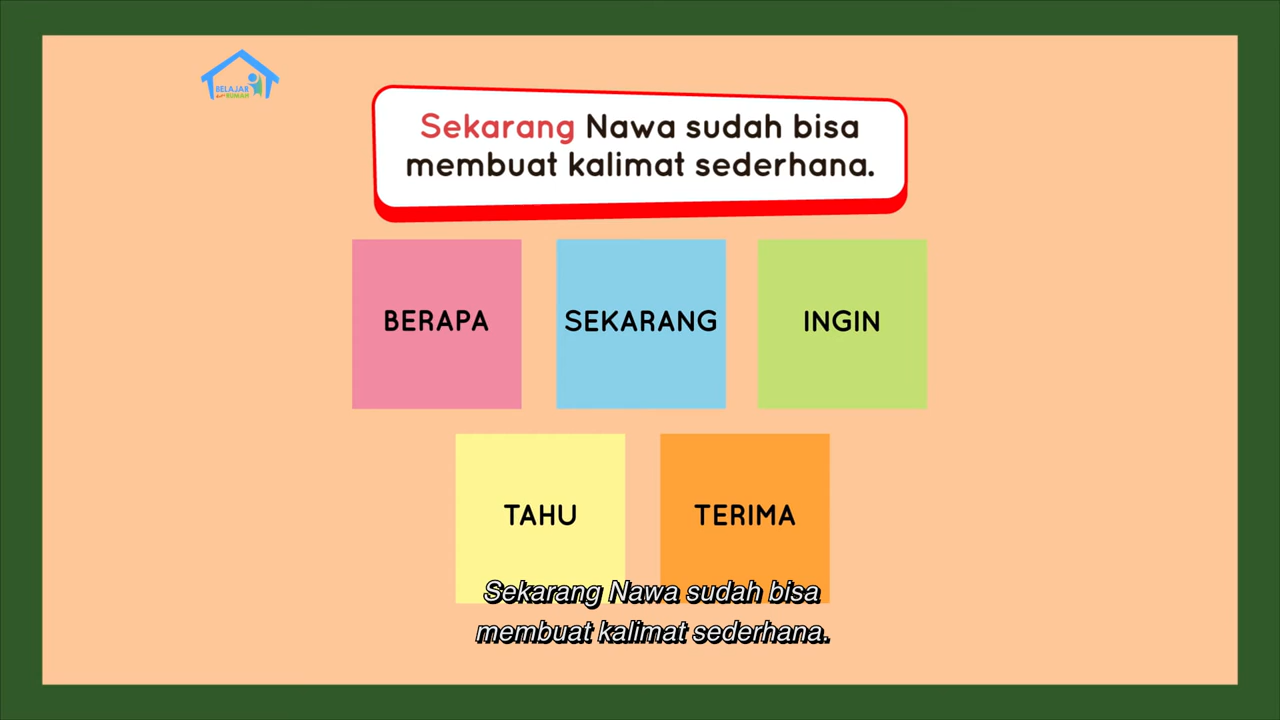 BELAJAR
dari RUMAH
Sekarang Nawa sudah bisa
membuat kalimat sederhana.
BERAPA
SEKARANG
INGIN
TAHU
TERIMA
Sekarang Nawa sudah bisa
membuat kalimat sederhana.